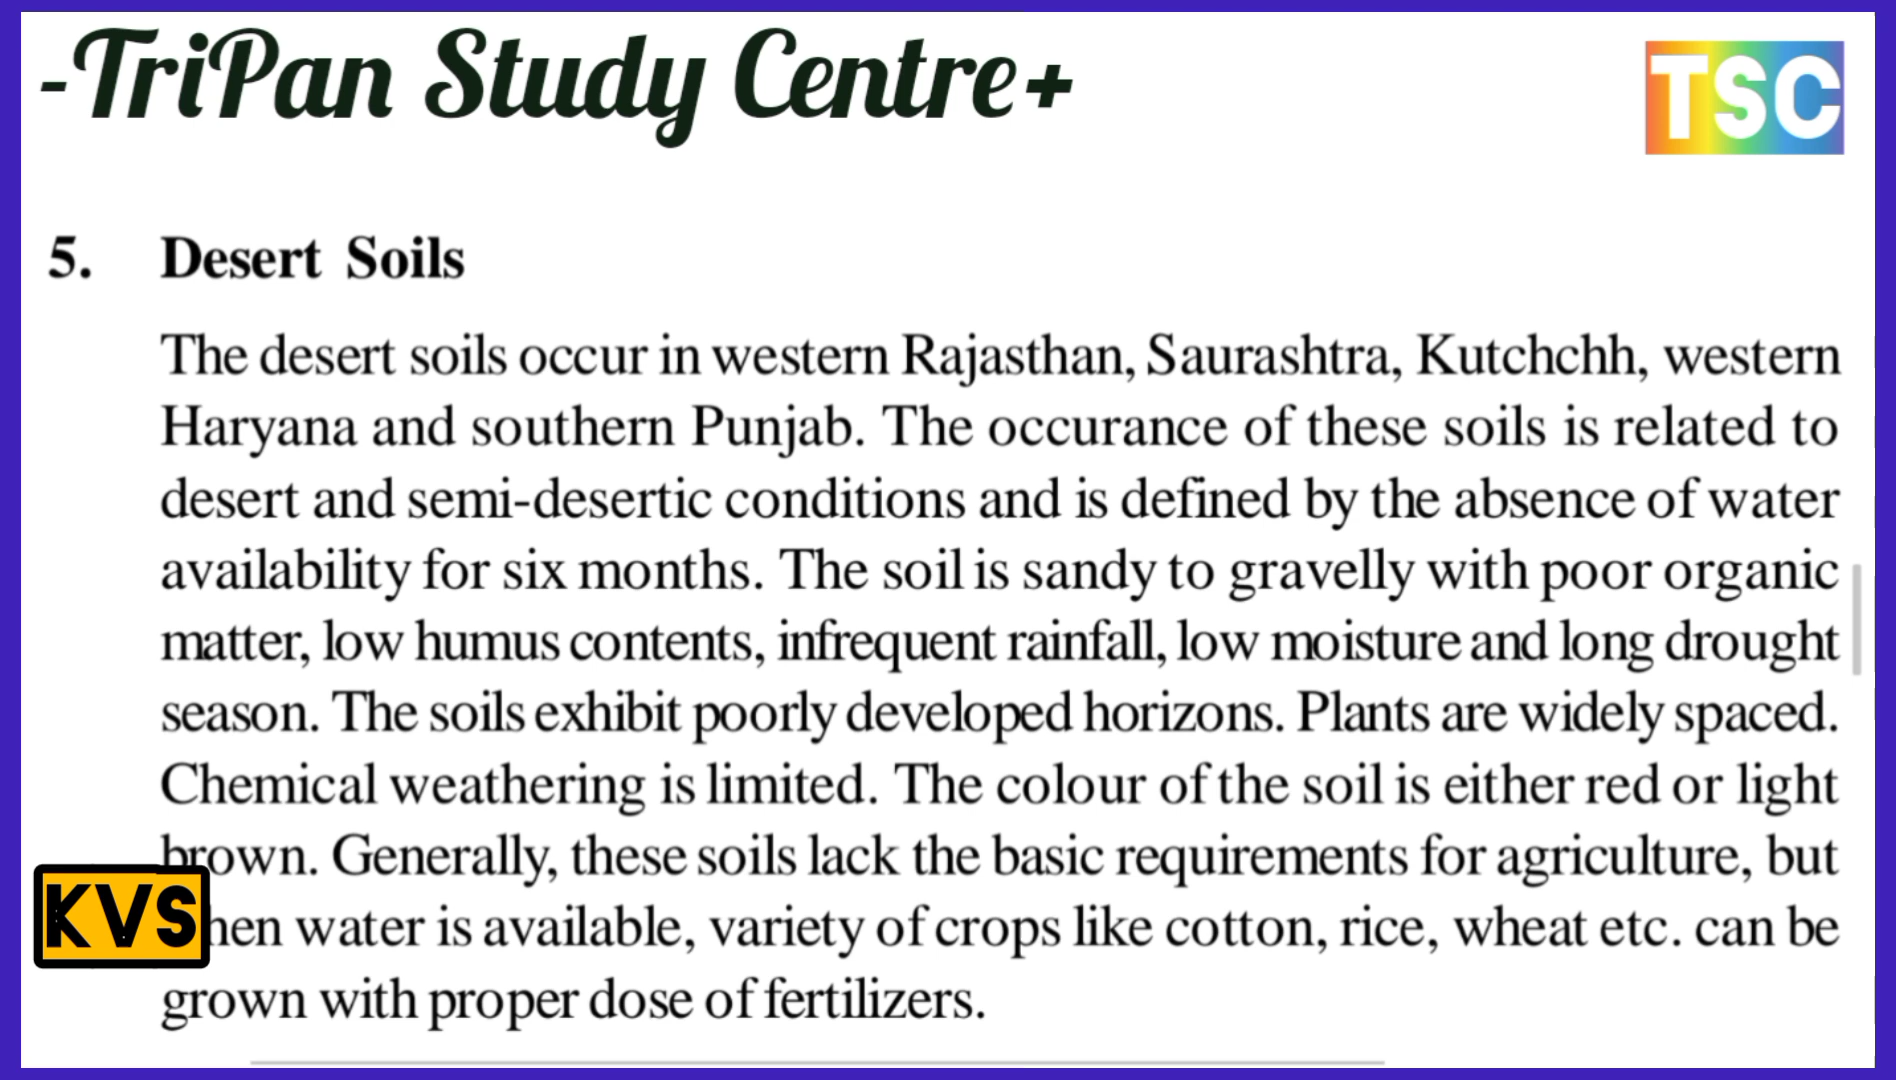 -TriPan Study Centre+
TSC
5. Desert Soils
The desert soils occur in western Rajasthan, Saurashtra, Kutchchh, western
Haryana and southern Punjab. The occurance of these soils is related to
desert and semi-desertic conditions and is defined by the absence of water
availability for six months. The soil is sandy to gravelly with poor organic
matter, low humus contents, infrequent rainfall, low moisture and long drought
season. The soils exhibit poorly developed horizons. Plants are widely spaced.
Chemical weathering is limited. The colour of the soil is either red or light
brown. Generally, these soils lack the basic requirements for agriculture, but
KVS
hen water is available, variety of crops like cotton, rice, wheat etc. can be
grown with proper dose of fertilizers.